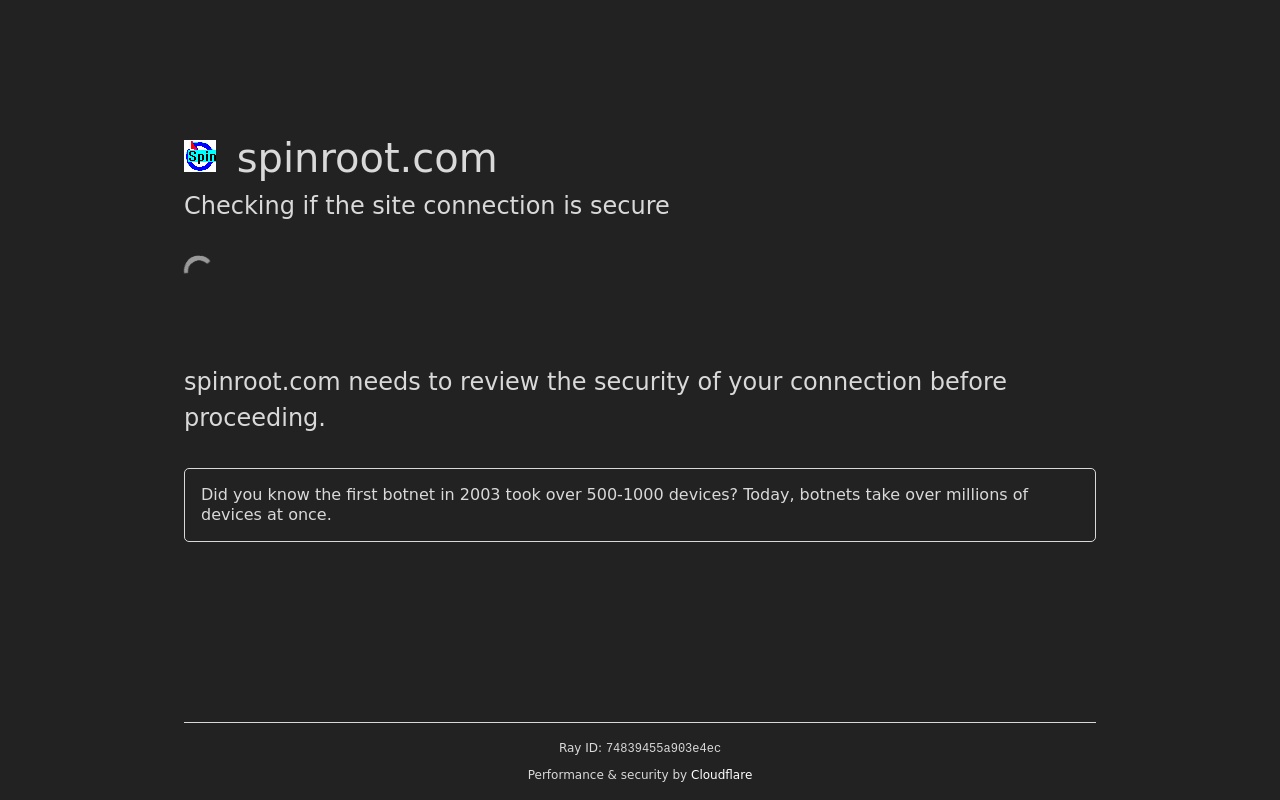 Spin
spinroot.com
Checking if the site connection is secure
spinroot.com needs to review the security of your connection before
proceeding.
Did you know the first botnet in 2003 took over 500-1000 devices? Today, botnets take over millions of
devices at once.
Ray ID: 74839455a903e4ec
Performance & security by Cloudflare